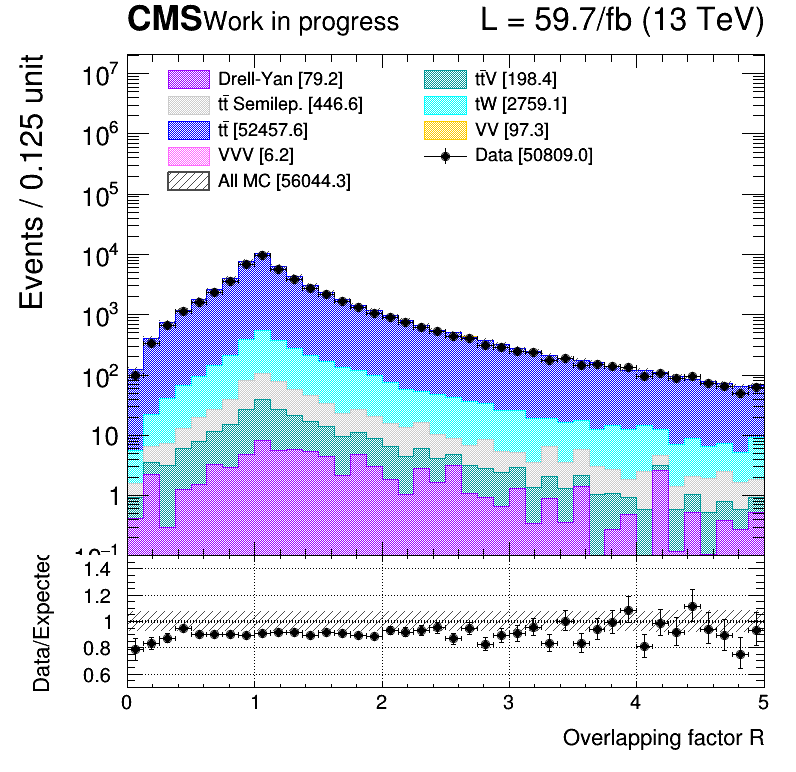 CMS Work in progress L = 59.7/fb (13 TeV)
Events / 0.125 unit
10⁷
10⁶
10⁵
10⁴
10³
10²
10
1
10⁻¹
Drell-Yan [79.2]
tt̄ Semilep. [446.6]
tt̄ [52457.6]
VVV [6.2]
All MC [56044.3]
tt̄V [198.4]
tW [2759.1]
VV [97.3]
Data [50809.0]
Data/Expected
1.4
1.2
1
0.8
0.6
0 1 2 3 4 5
Overlapping factor R